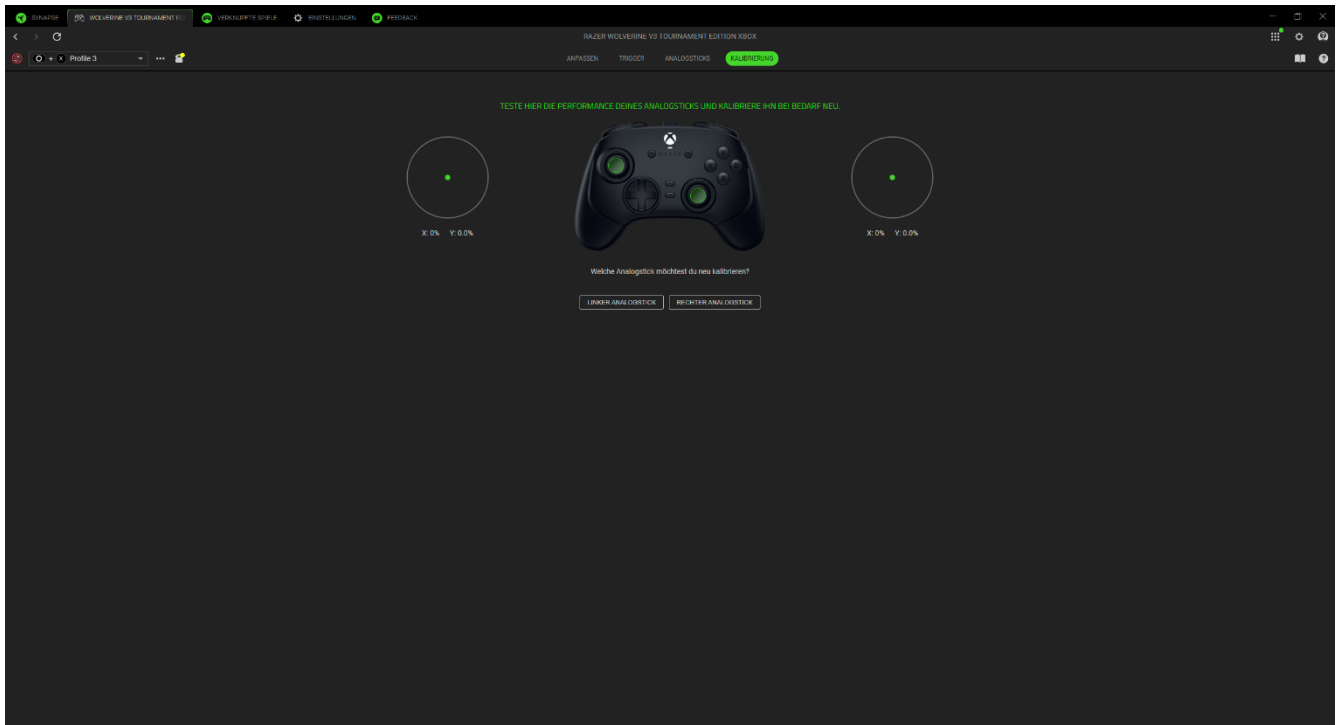 SYNAPSE WOLVERINE V3 TOURNAMENT EDI VERKNÜPFTE SPIELE EINSTELLUNGEN FEEDBACK
RAZER WOLVERINE V3 TOURNAMENT EDITION XBOX
+ X Profile 3 ANPASSEN TRIGGER ANALOGSTICKS KALIBRIERUNG
TESTE HIER DIE PERFORMANCE DEINES ANALOGSTICKS UND KALIBRIERE IHN BEI BEDARF NEU.
RAZER
X: 0% Y: 0.0% X: 0% Y: 0.0%
Welche Analogstick möchtest du neu kalibrieren?
LINKER ANALOGSTICK RECHTER ANALOGSTICK